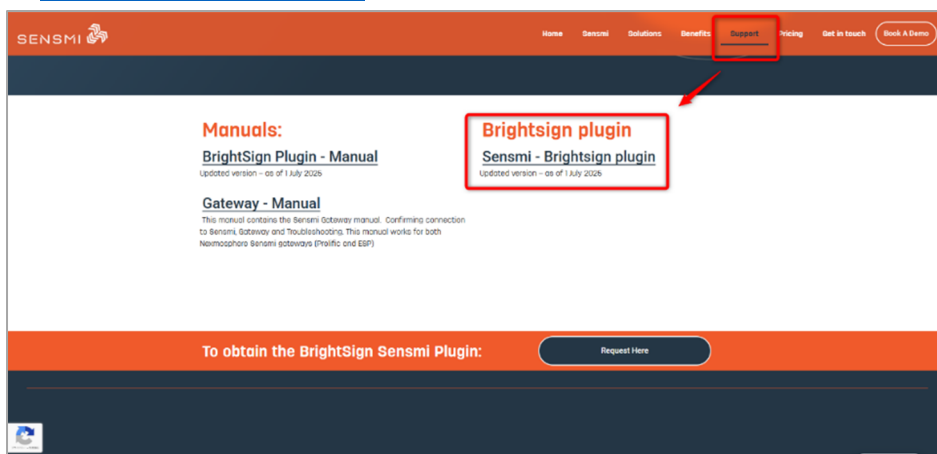 SENSMI
Home Sensmi Solutions Benefits Support Pricing Get in touch Book A Demo
Manuals:
BrightSign Plugin - Manual
Updated version – as of 1 July 2025
Gateway - Manual
This manual contains the Sensmi Gateway manual. Confirming connection
to Sensmi, Gateway and Troubleshooting. This manual works for both
Nexmosphere Sensmi gateways (Prolific and ESP)
Brightsign plugin
Sensmi - Brightsign plugin
Updated version – as of 1 July 2025
To obtain the BrightSign Sensmi Plugin:
Request Here